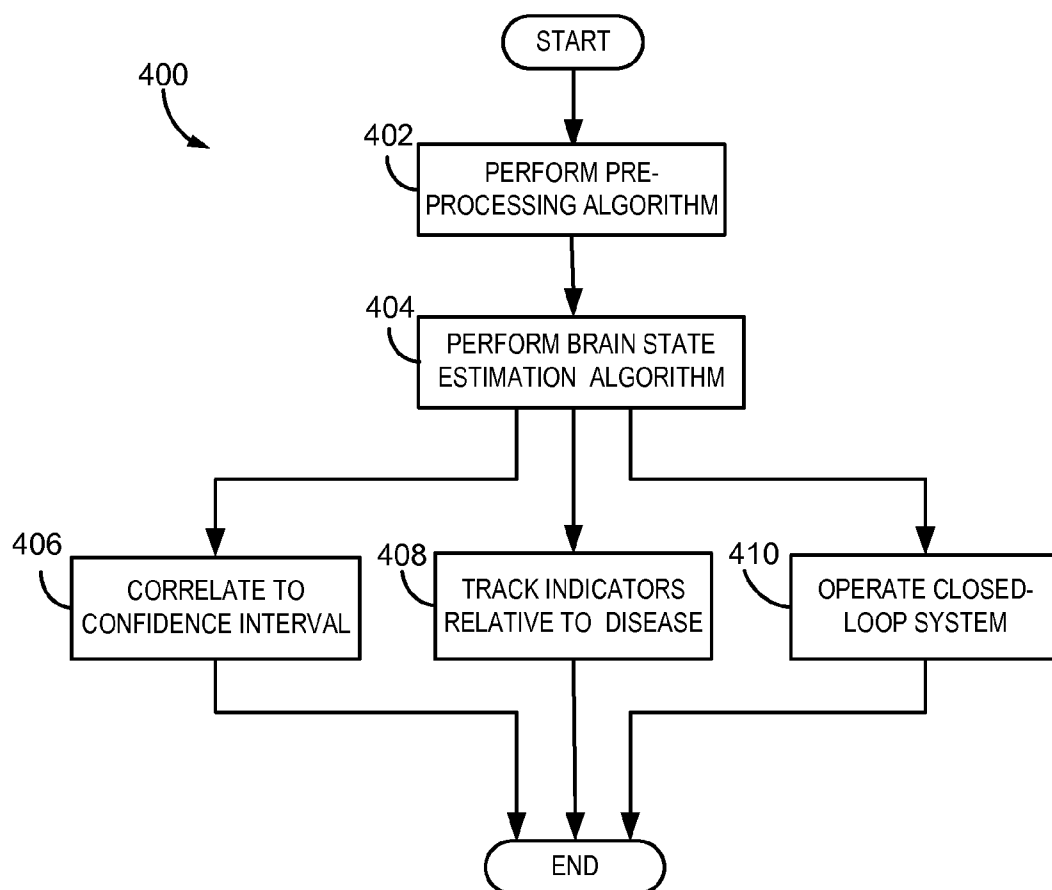 START
400
402
PERFORM PRE-
PROCESSING ALGORITHM
404
PERFORM BRAIN STATE
ESTIMATION ALGORITHM
406
CORRELATE TO
CONFIDENCE INTERVAL
408
TRACK INDICATORS
RELATIVE TO DISEASE
410
OPERATE CLOSED-
LOOP SYSTEM
END